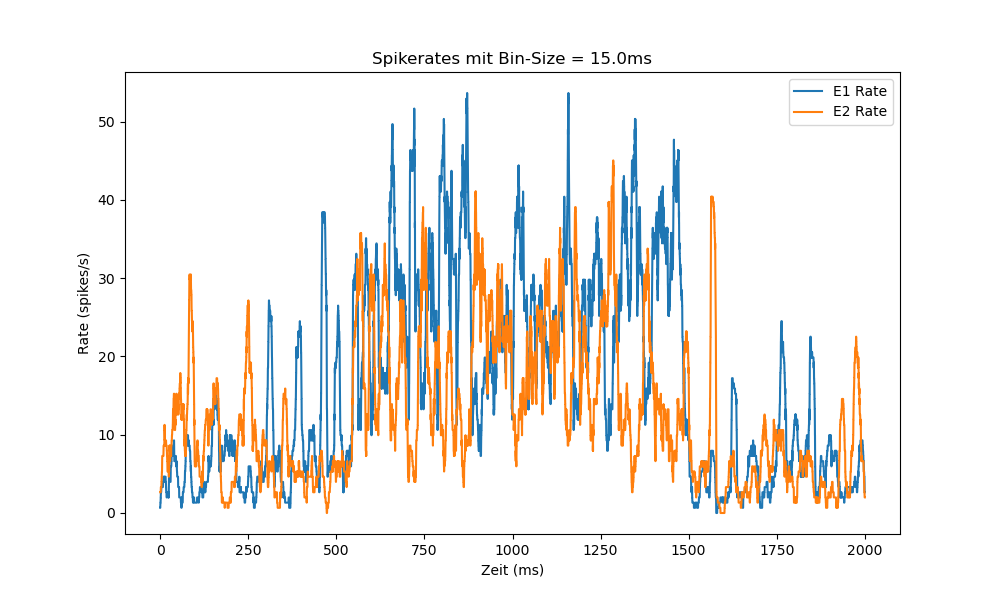 Spikerates mit Bin-Size = 15.0ms
E1 Rate
E2 Rate
Rate (spikes/s)
50
40
30
20
10
0
0 250 500 750 1000 1250 1500 1750 2000
Zeit (ms)